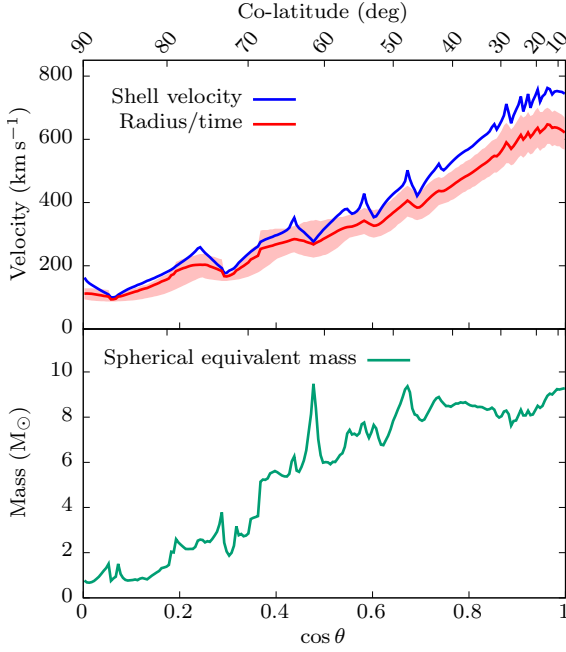 Co-latitude (deg)
90 80 70 60 50 40 30 20 10
800
600
400
200
0
Velocity (km s⁻¹)
Shell velocity
Radius/time
10
8
6
4
2
0
Mass (M☉)
Spherical equivalent mass
0 0.2 0.4 0.6 0.8 1
cos θ